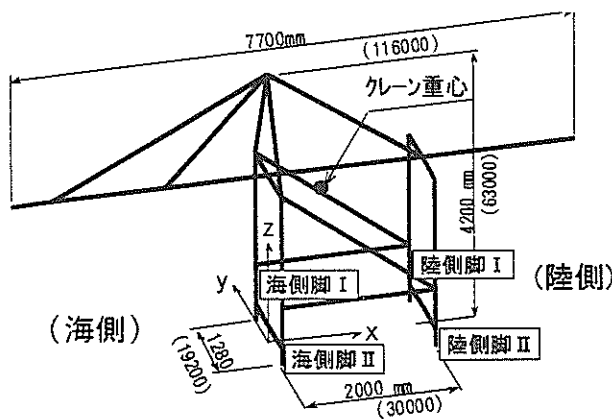 7700mm
(116000)
クレーン重心
4200 mm
(63000)
z
y
x
海側脚Ⅰ
陸側脚Ⅰ
(陸側)
(海側)
海側脚Ⅱ
陸側脚Ⅱ
1280
(19200)
2000 mm
(30000)